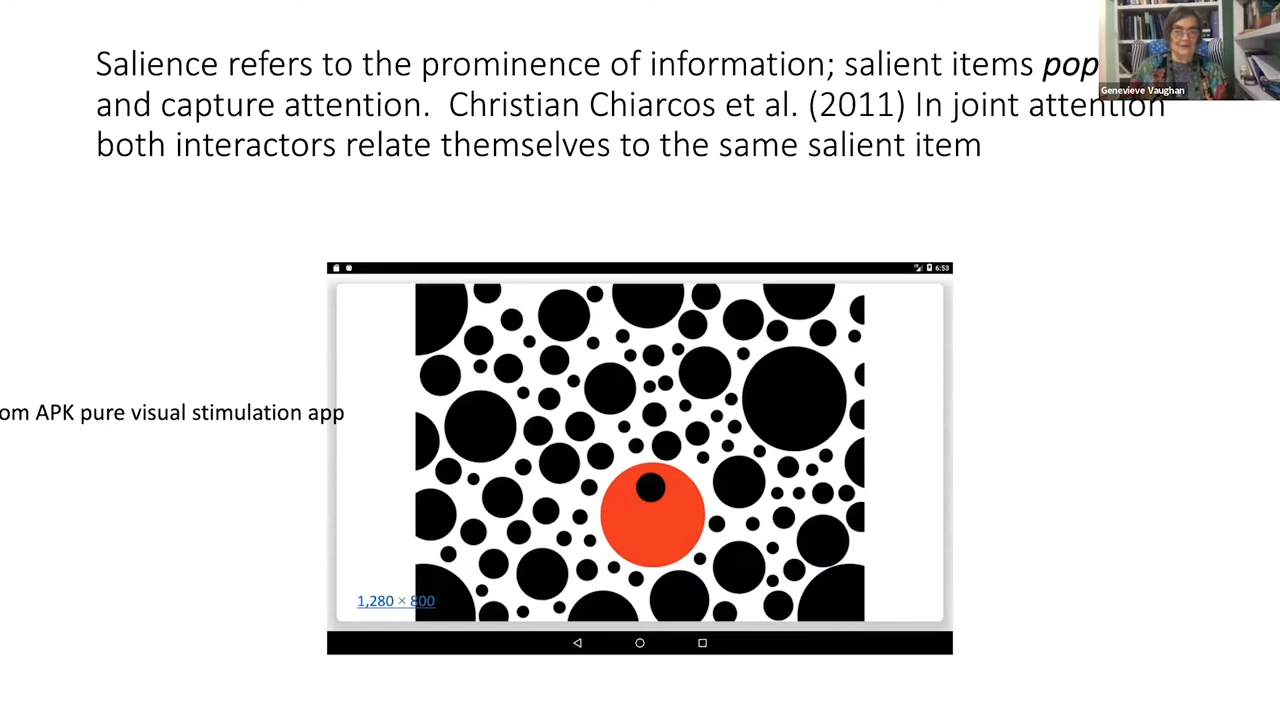 Salience refers to the prominence of information; salient items pop
Genevieve Vaughan
and capture attention. Christian Chiarcos et al. (2011) In joint attention
both interactors relate themselves to the same salient item
6:53
om APK pure visual stimulation app
1,280 × 800